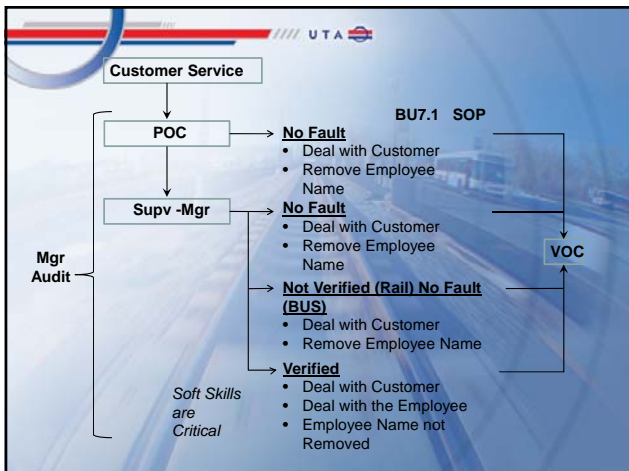 UTA
Customer Service
BU7.1 SOP
POC
No Fault
• Deal with Customer
• Remove Employee
Name
Supv -Mgr
No Fault
• Deal with Customer
• Remove Employee
Name
VOC
Mgr
Audit
Not Verified (Rail) No Fault
(BUS)
• Deal with Customer
• Remove Employee Name
Verified
• Deal with Customer
• Deal with the Employee
• Employee Name not
Removed
Soft Skills
are
Critical